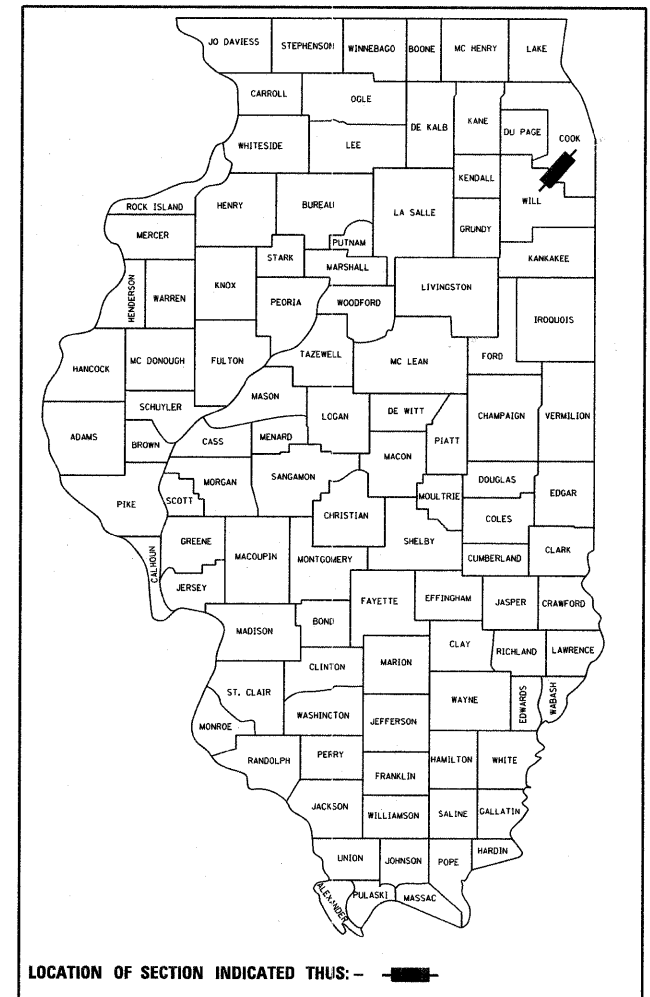 JO DAVIESS STEPHENSON WINNEBAGO BOONE MC HENRY LAKE
CARROLL OGLE DE KALB KANE DU PAGE COOK
WHITESIDE LEE KENDALL WILL
ROCK ISLAND HENRY BUREAU LA SALLE GRUNDY
MERCER PUTNAM KANKAKEE
STARK MARSHALL
HENDERSON WARREN KNOX PEORIA WOODFORD LIVINGSTON IROQUOIS
HANCOCK MC DONOUGH FULTON TAZEWELL MC LEAN FORD
SCHUYLER MASON LOGAN DE WITT CHAMPAIGN VERMILION
ADAMS BROWN CASS MENARD MACON PIATT
PIKE SCOTT MORGAN SANGAMON CHRISTIAN MOULTRIE DOUGLAS EDGAR
COLES
CALHOUN GREENE MACOUPIN MONTGOMERY SHELBY CUMBERLAND CLARK
JERSEY FAYETTE EFFINGHAM JASPER CRAWFORD
MADISON BOND CLAY RICHLAND LAWRENCE
CLINTON MARION
ST. CLAIR WAYNE EDWARDS WABASH
MONROE WASHINGTON JEFFERSON
RANDOLPH PERRY HAMILTON WHITE
FRANKLIN
JACKSON WILLIAMSON SALINE GALLATIN
UNION JOHNSON POPE HARDIN
ALEXANDER PULASKI MASSAC
LOCATION OF SECTION INDICATED THUS: –